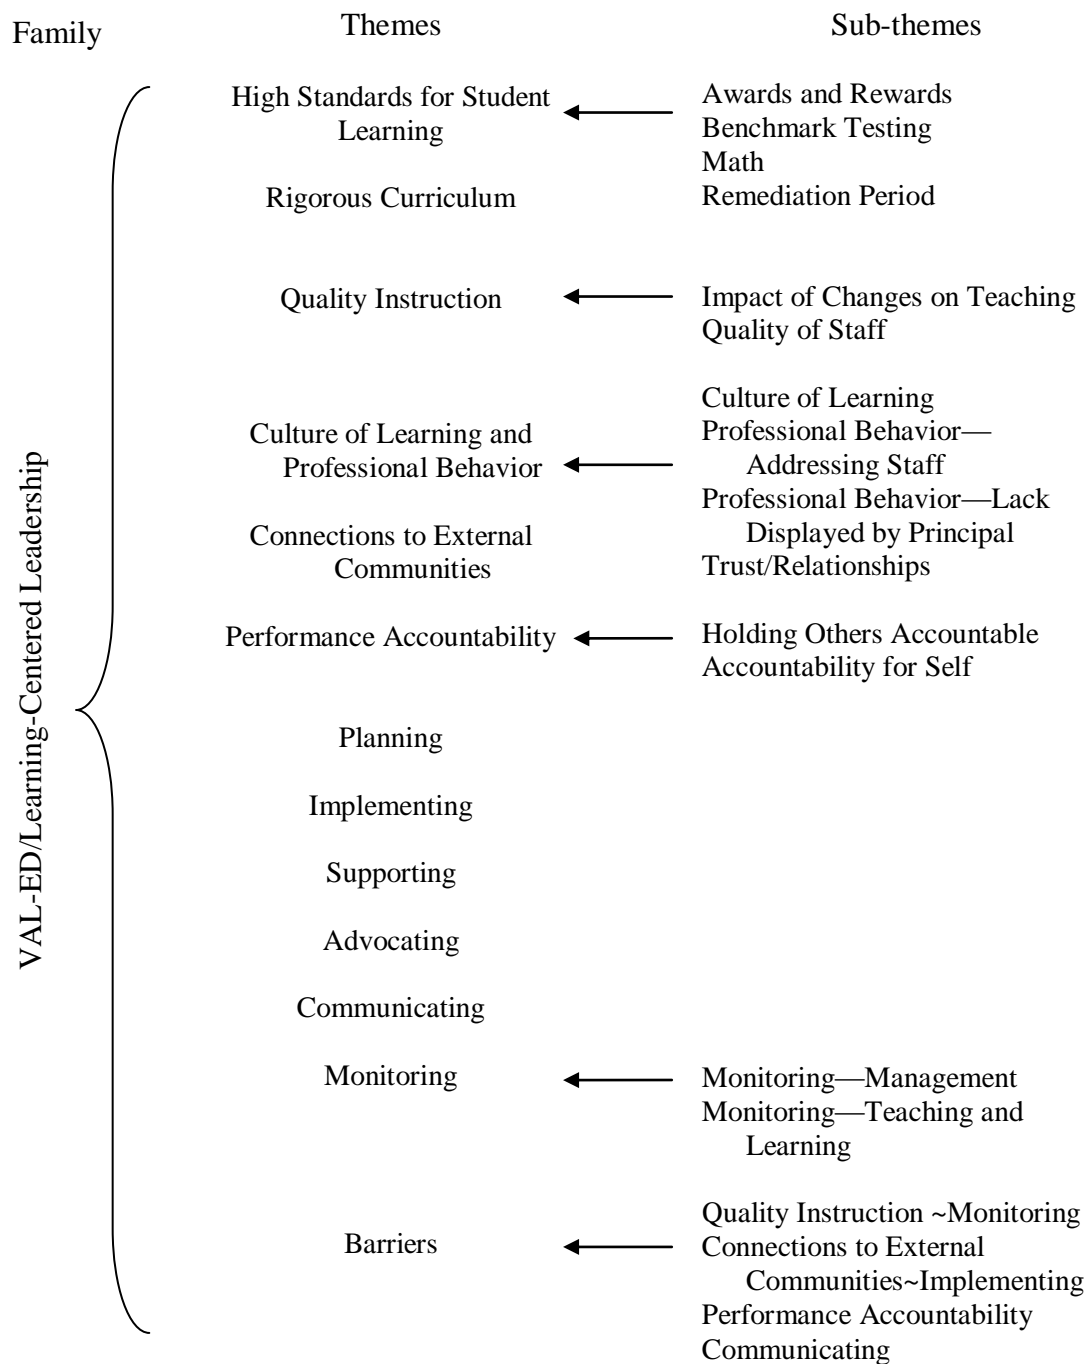 Family
Themes
Sub-themes
VAL-ED/Learning-Centered Leadership
High Standards for Student
Learning
Awards and Rewards
Benchmark Testing
Math
Remediation Period
Rigorous Curriculum
Quality Instruction
Impact of Changes on Teaching
Quality of Staff
Culture of Learning and
Professional Behavior
Culture of Learning
Professional Behavior—
Addressing Staff
Professional Behavior—Lack
Displayed by Principal
Trust/Relationships
Connections to External
Communities
Performance Accountability
Holding Others Accountable
Accountability for Self
Planning
Implementing
Supporting
Advocating
Communicating
Monitoring
Monitoring—Management
Monitoring—Teaching and
Learning
Barriers
Quality Instruction ~Monitoring
Connections to External
Communities~Implementing
Performance Accountability
Communicating